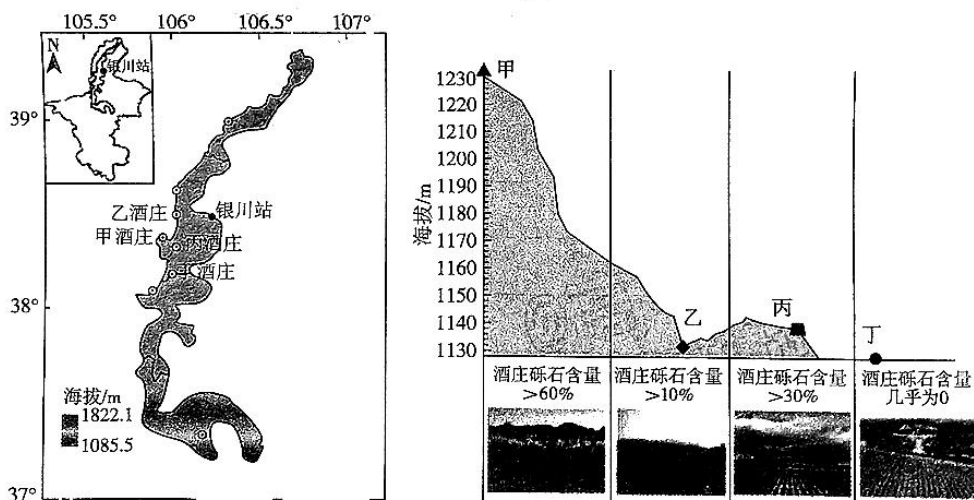 105.5° 106° 106.5° 107°
N
银川站
39°
38°
37°
乙酒庄
银川站
甲酒庄
丙酒庄
丁酒庄
海拔/m
1822.1
1085.5
海拔/m
1230
1220
1210
1200
1190
1180
1170
1160
1150
1140
1130
甲
乙
丙
丁
酒庄砾石含量
>60%
酒庄砾石含量
>10%
酒庄砾石含量
>30%
酒庄砾石含量
几乎为0